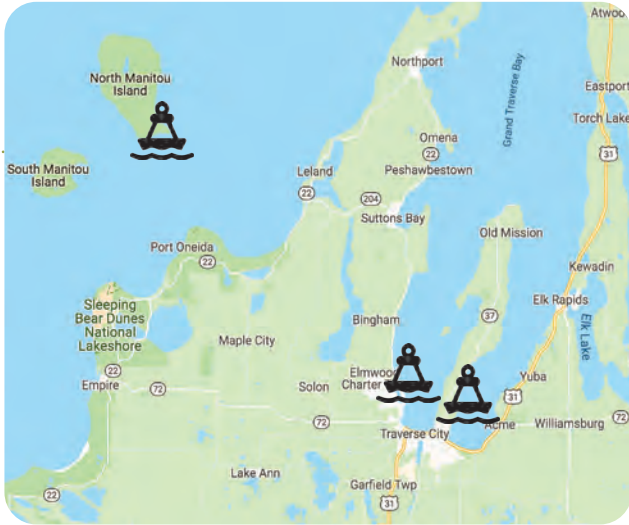 Atwoo
Northport
Grand Traverse Bay
North Manitou
Island
Eastport
Torch Lake
31
Omena
22
Peshawbestown
South Manitou
Island
Leland
22
204
Suttons Bay
Old Mission
Port Oneida
22
Kewadin
Sleeping
Bear Dunes
National
Lakeshore
Elk Rapids
37
Bingham
Elk Lake
Maple City
22
Empire
72
Solon
Elmwood
Charter
Yuba
31
72
Acme
Williamsburg
72
Traverse City
Lake Ann
Garfield Twp
22
31